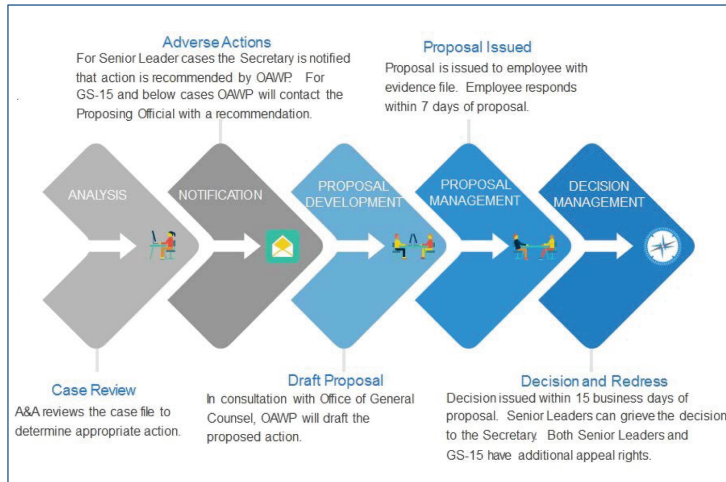 Adverse Actions
For Senior Leader cases the Secretary is notified
that action is recommended by OAWP. For
GS-15 and below cases OAWP will contact the
Proposing Official with a recommendation.
Proposal Issued
Proposal is issued to employee with
evidence file. Employee responds
within 7 days of proposal.
ANALYSIS
NOTIFICATION
PROPOSAL
DEVELOPMENT
PROPOSAL
MANAGEMENT
DECISION
MANAGEMENT
Case Review
A&A reviews the case file to
determine appropriate action.
Draft Proposal
In consultation with Office of General
Counsel, OAWP will draft the
proposed action.
Decision and Redress
Decision issued within 15 business days of
proposal. Senior Leaders can grieve the decision
to the Secretary. Both Senior Leaders and
GS-15 have additional appeal rights.